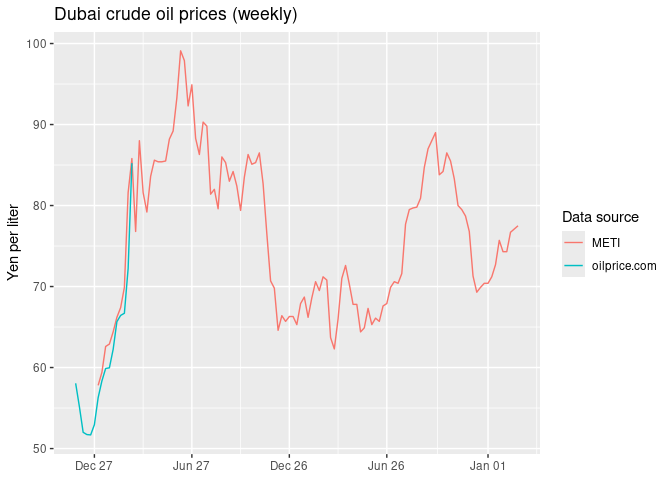 Dubai crude oil prices (weekly)
100
90
80
70
60
50
Yen per liter
Dec 27
Jun 27
Dec 26
Jun 26
Jan 01
Data source
METI
oilprice.com